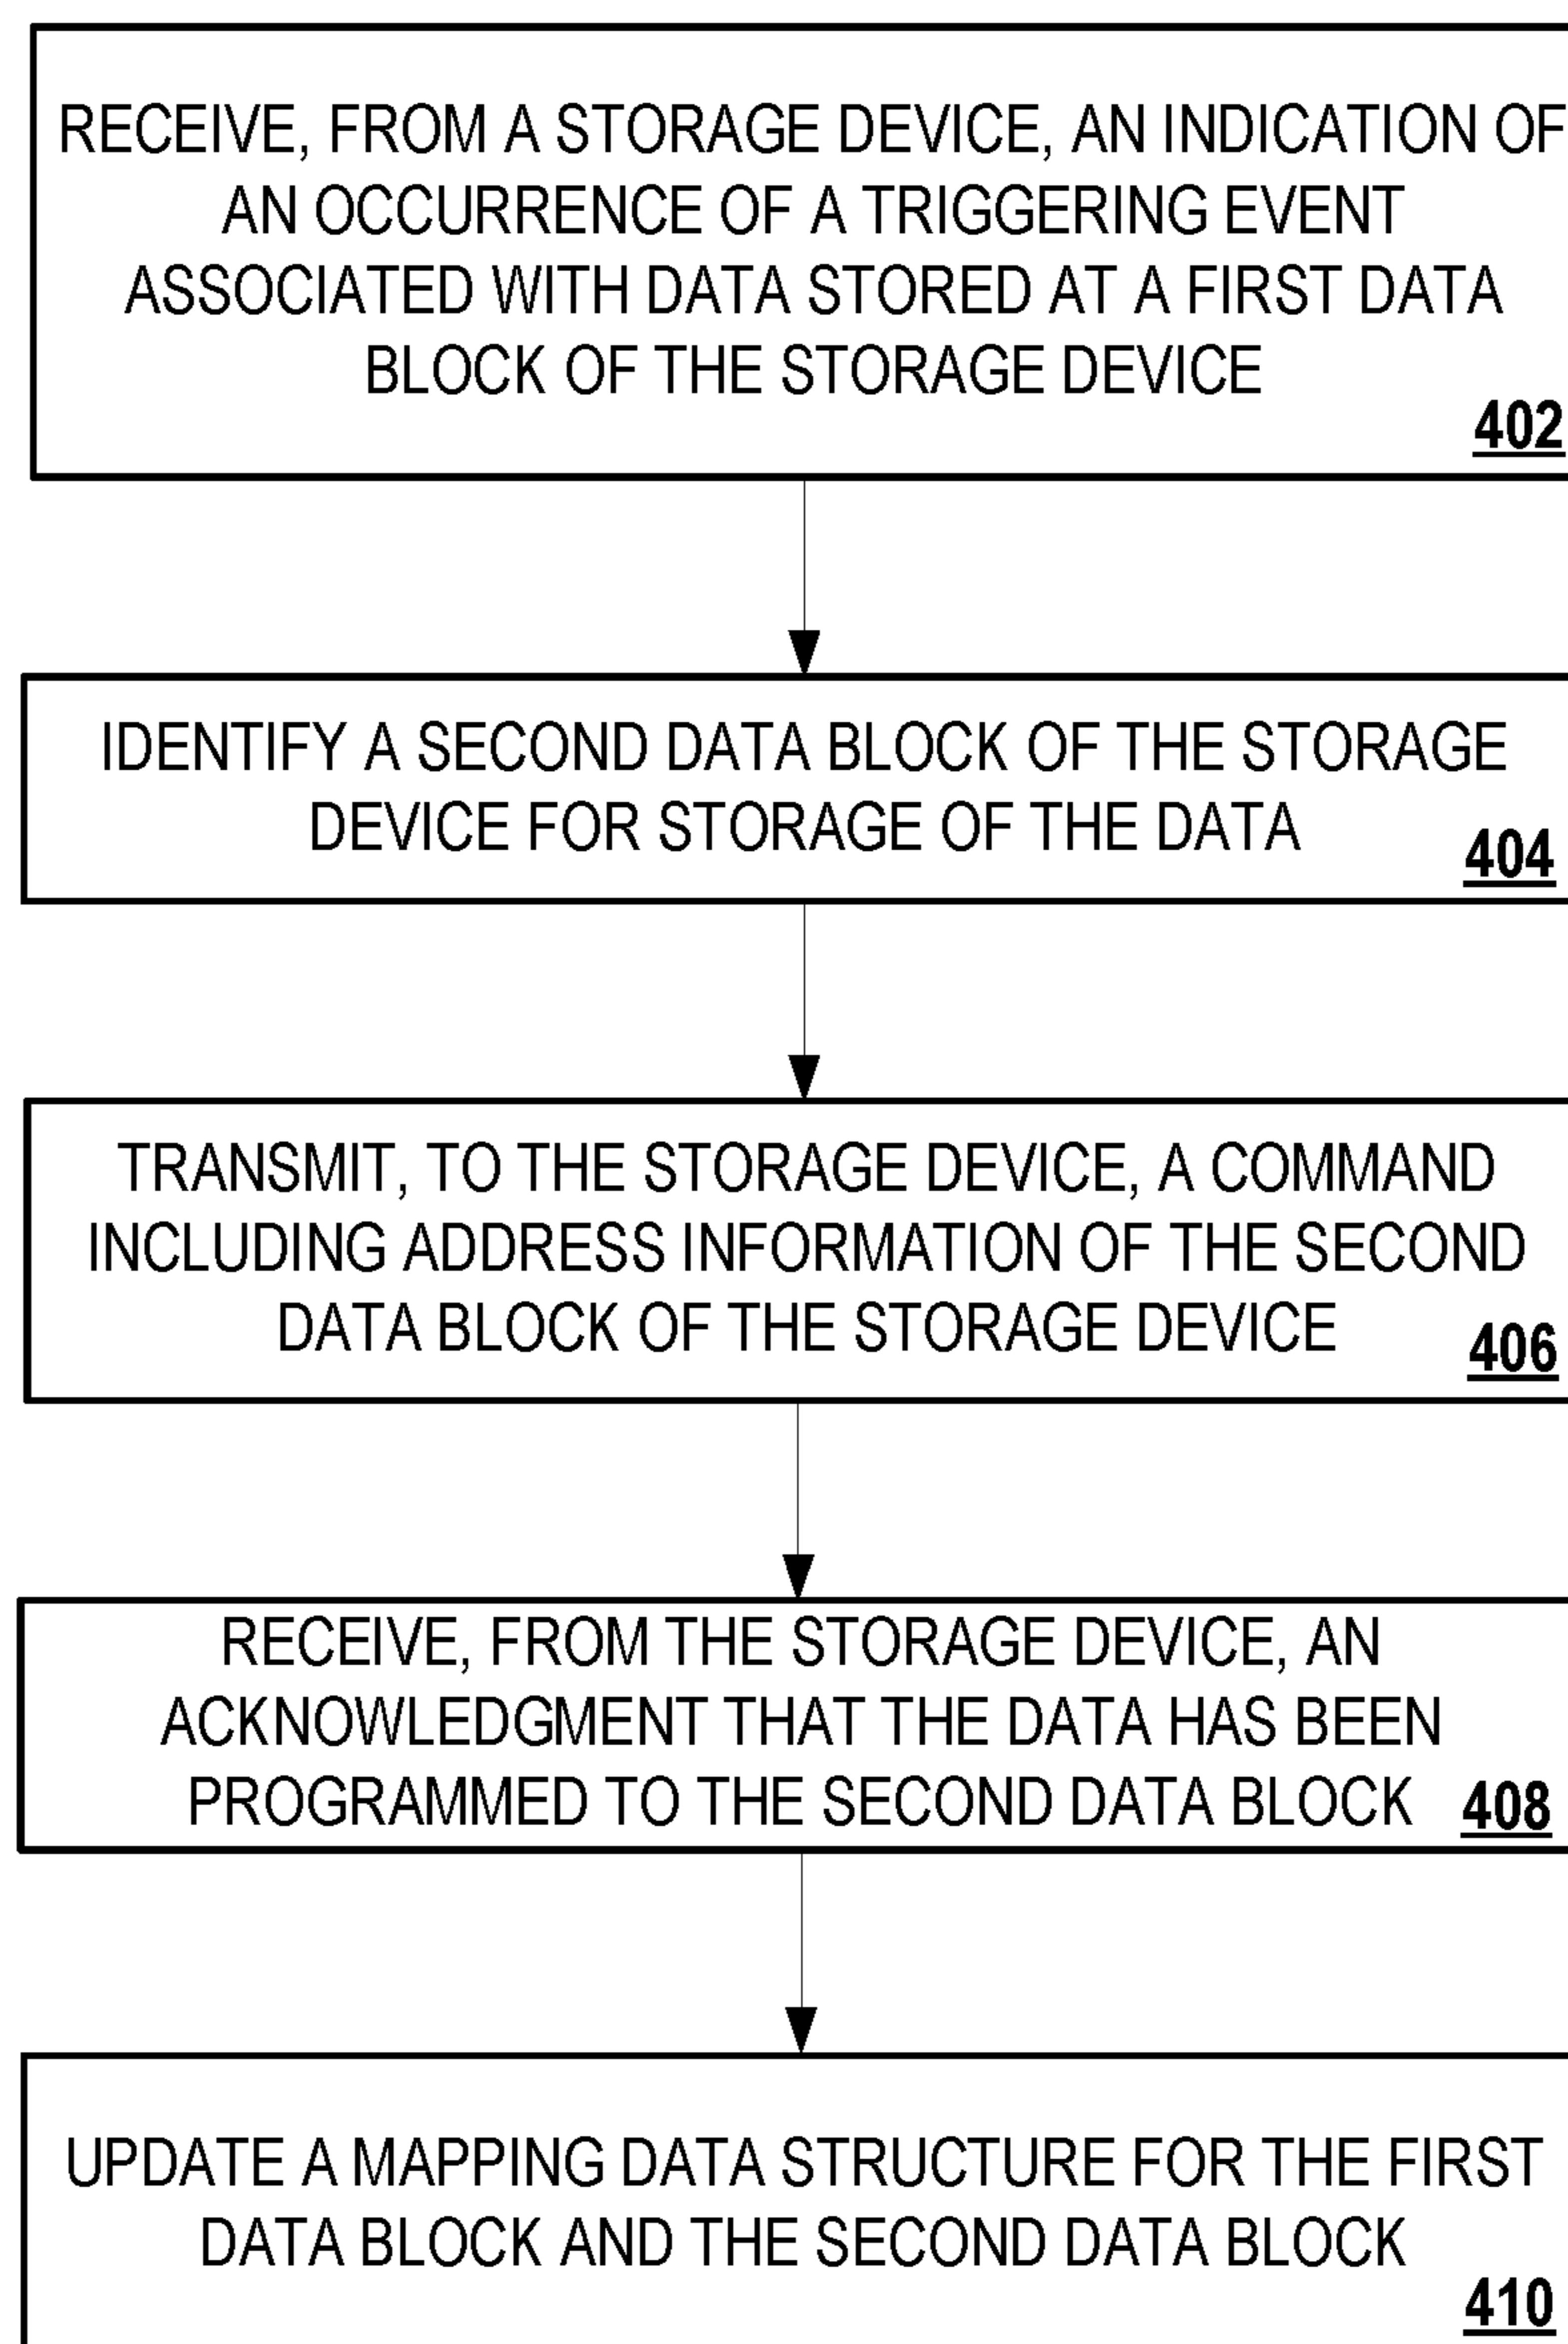 RECEIVE, FROM A STORAGE DEVICE, AN INDICATION OF
AN OCCURRENCE OF A TRIGGERING EVENT
ASSOCIATED WITH DATA STORED AT A FIRST DATA
BLOCK OF THE STORAGE DEVICE
402
IDENTIFY A SECOND DATA BLOCK OF THE STORAGE
DEVICE FOR STORAGE OF THE DATA
404
TRANSMIT, TO THE STORAGE DEVICE, A COMMAND
INCLUDING ADDRESS INFORMATION OF THE SECOND
DATA BLOCK OF THE STORAGE DEVICE
406
RECEIVE, FROM THE STORAGE DEVICE, AN
ACKNOWLEDGMENT THAT THE DATA HAS BEEN
PROGRAMMED TO THE SECOND DATA BLOCK
408
UPDATE A MAPPING DATA STRUCTURE FOR THE FIRST
DATA BLOCK AND THE SECOND DATA BLOCK
410